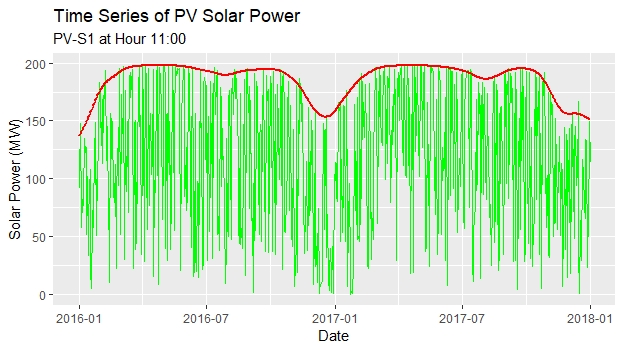 Time Series of PV Solar Power
PV-S1 at Hour 11:00
Solar Power (MW)
200
150
100
50
0
2016-01 2016-07 2017-01 2017-07 2018-01
Date